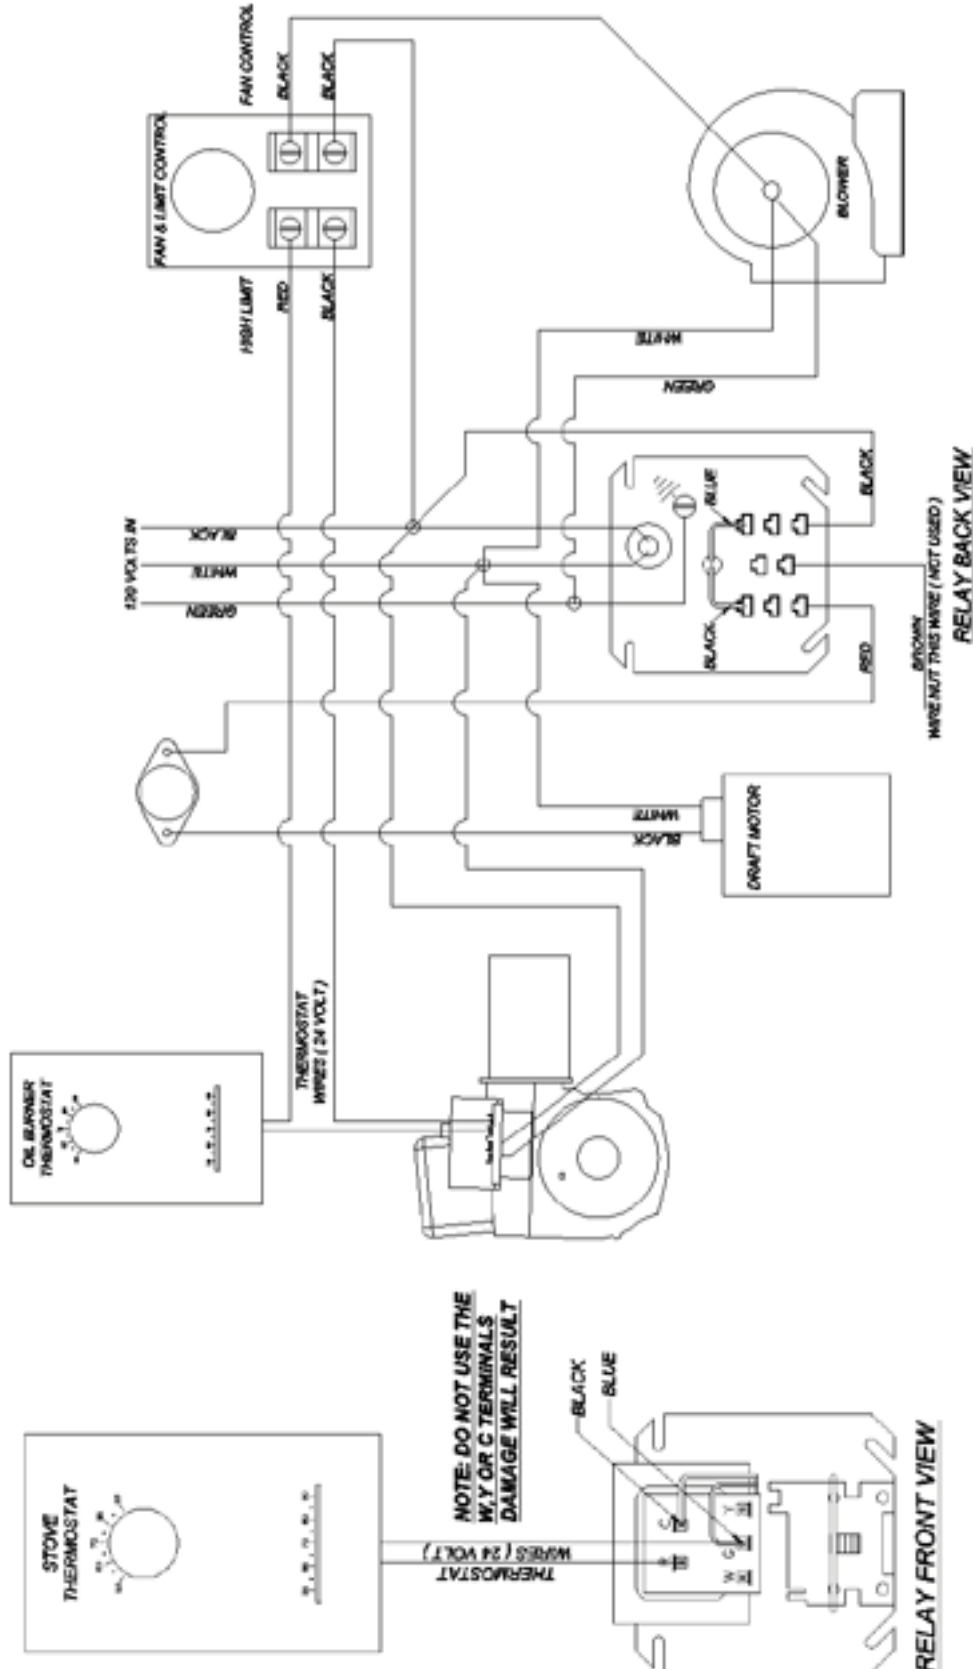 FAN CONTROL
BLACK
BLACK
FAN & LIMIT CONTROL
HIGH LIMIT
RED
BLACK
BLOWER
WHITE
GREEN
120 VOLTS IN
BLACK
WHITE
GREEN
BLUE
BLACK
BLACK
RED
BROWN
WIRE NUT THIS WIRE ( NOT USED )
RELAY BACK VIEW
WHITE
BLACK
DRAFT MOTOR
OIL BURNER
THERMOSTAT
THERMOSTAT
WIRES ( 24 VOLT )
STOVE
THERMOSTAT
NOTE: DO NOT USE THE
W,Y OR C TERMINALS
DAMAGE WILL RESULT
THERMOSTAT
WIRES ( 24 VOLT )
BLACK
BLUE
C
R
Y
G
W
RELAY FRONT VIEW